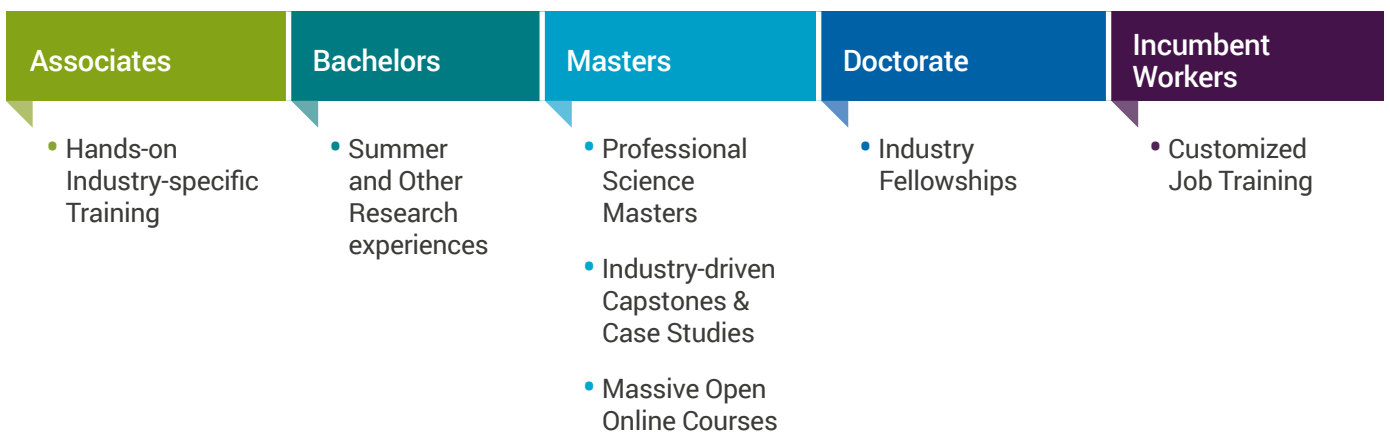 Associates
• Hands-on
Industry-specific
Training
Bachelors
• Summer
and Other
Research
experiences
Masters
• Professional
Science
Masters
• Industry-driven
Capstones &
Case Studies
• Massive Open
Online Courses
Doctorate
• Industry
Fellowships
Incumbent
Workers
• Customized
Job Training